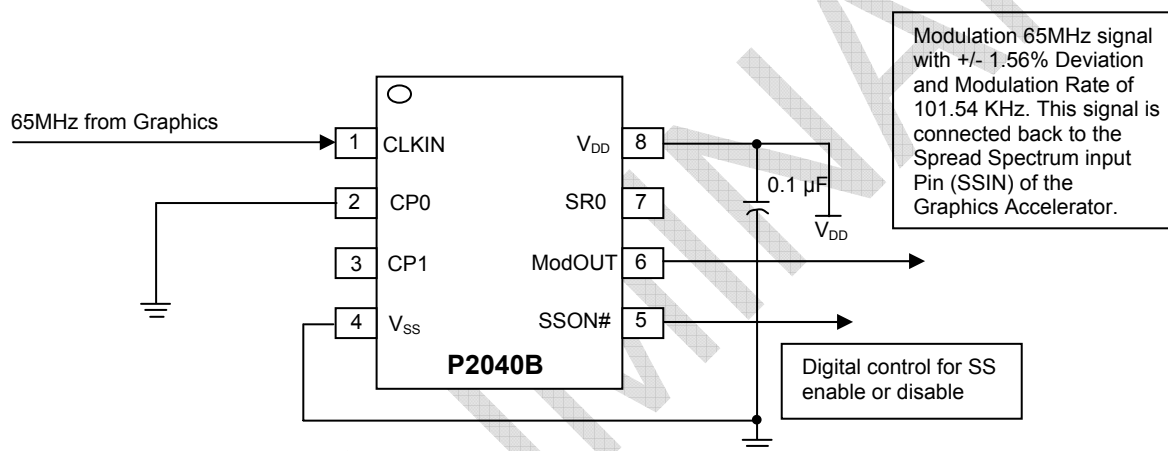 Modulation 65MHz signal
with +/- 1.56% Deviation
and Modulation Rate of
101.54 KHz. This signal is
connected back to the
Spread Spectrum input
Pin (SSIN) of the
Graphics Accelerator.
65MHz from Graphics
1 CLKIN
VDD 8
0.1 µF
2 CP0
SR0 7
VDD
3 CP1
ModOUT 6
4 VSS
SSON# 5
P2040B
Digital control for SS
enable or disable